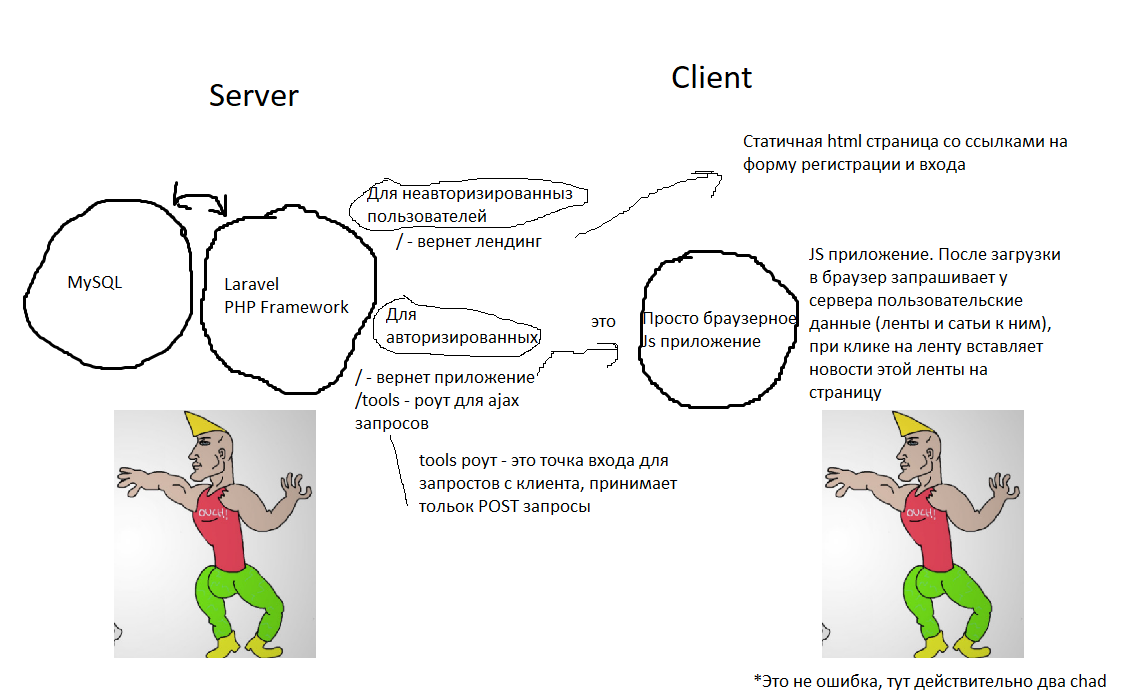 Server
Client
Статичная html страница со ссылками на
форму регистрации и входа
Для неавторизированныз
пользователей
/ - вернет лендинг
MySQL
Laravel
PHP Framework
Для
авторизированных
/ - вернет приложение
/tools - роут для ajax
запросов
tools роут - это точка входа для
запростов с клиента, принимает
тольок POST запросы
это
Просто браузерное
Js приложение
JS приложение. После загрузки
в браузер запрашивает у
сервера пользовательские
данные (ленты и сатьи к ним),
при клике на ленту вставляет
новости этой ленты на
страницу
OUCH!
OUCH!
*Это не ошибка, тут действительно два chad